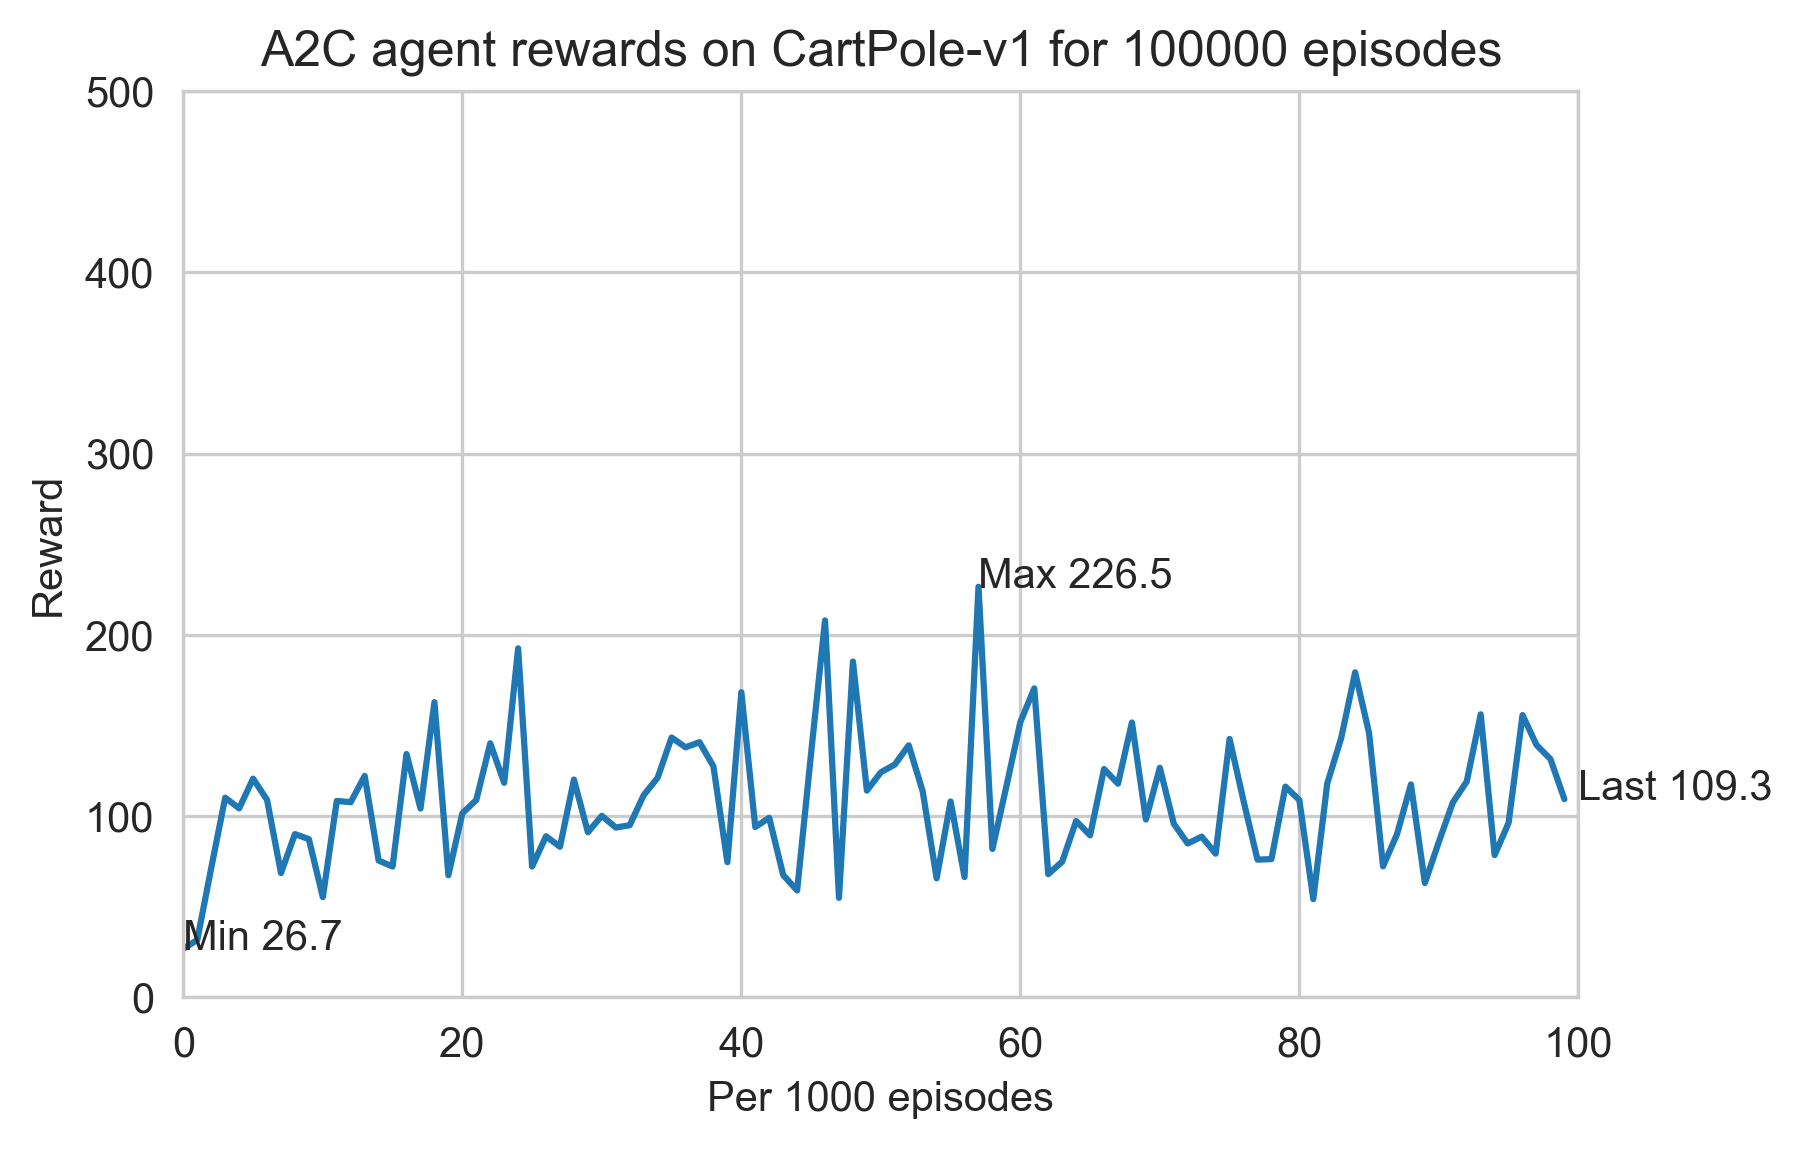 A2C agent rewards on CartPole-v1 for 100000 episodes
500
400
300
200
100
0
Reward
Max 226.5
Last 109.3
Min 26.7
0 20 40 60 80 100
Per 1000 episodes